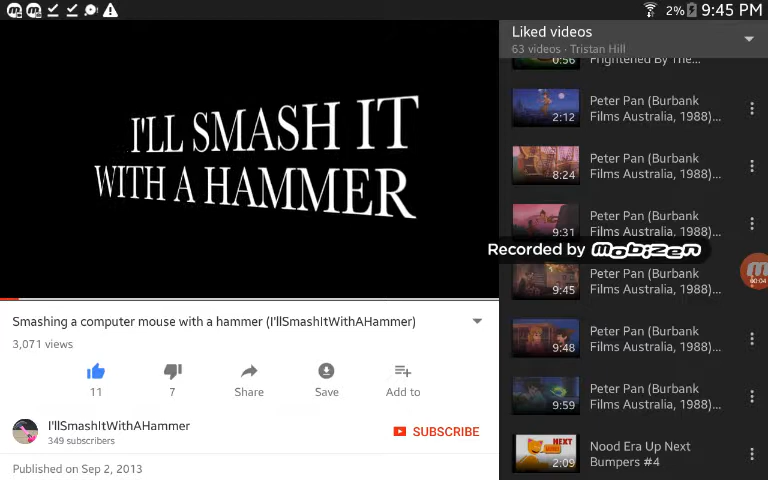 2% 9:45 PM
I'LL SMASH IT
WITH A HAMMER
Smashing a computer mouse with a hammer (I'llSmashItWithAHammer)
3,071 views
11
7
Share
Save
Add to
I'llSmashItWithAHammer
349 subscribers
SUBSCRIBE
Published on Sep 2, 2013
Liked videos
63 videos · Tristan Hill
0:56
Frightened By The...
2:12
Peter Pan (Burbank
Films Australia, 1988)...
8:24
Peter Pan (Burbank
Films Australia, 1988)...
9:31
Peter Pan (Burbank
Films Australia, 1988)...
Recorded by mobizen
00:04
9:45
Peter Pan (Burbank
Films Australia, 1988)...
9:48
Peter Pan (Burbank
Films Australia, 1988)...
9:59
Peter Pan (Burbank
Films Australia, 1988)...
NEXT
2:09
Nood Era Up Next
Bumpers #4